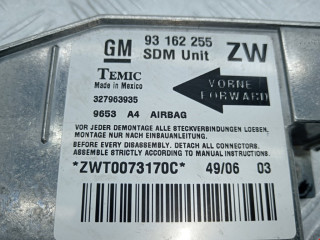 GM 93 162 255 ZW
SDM Unit
TEMIC
Made in Mexico
327963935
VORNE
FORWARD
9653 A4 AIRBAG
VOR JEDER DEMONTAGE ALLE STECKVERBINDUNGEN LOESEN.
MONTAGE NUR NACH EINBAUANLEITUNG.
BEFORE EVERY DISASSEMBLY DETACH ALL CONNECTORS.
ASSEMBLE STRICTLY ACCORDING TO INSTALLATION INSTRUCTION.
*ZWT0073170C* 49/06 03